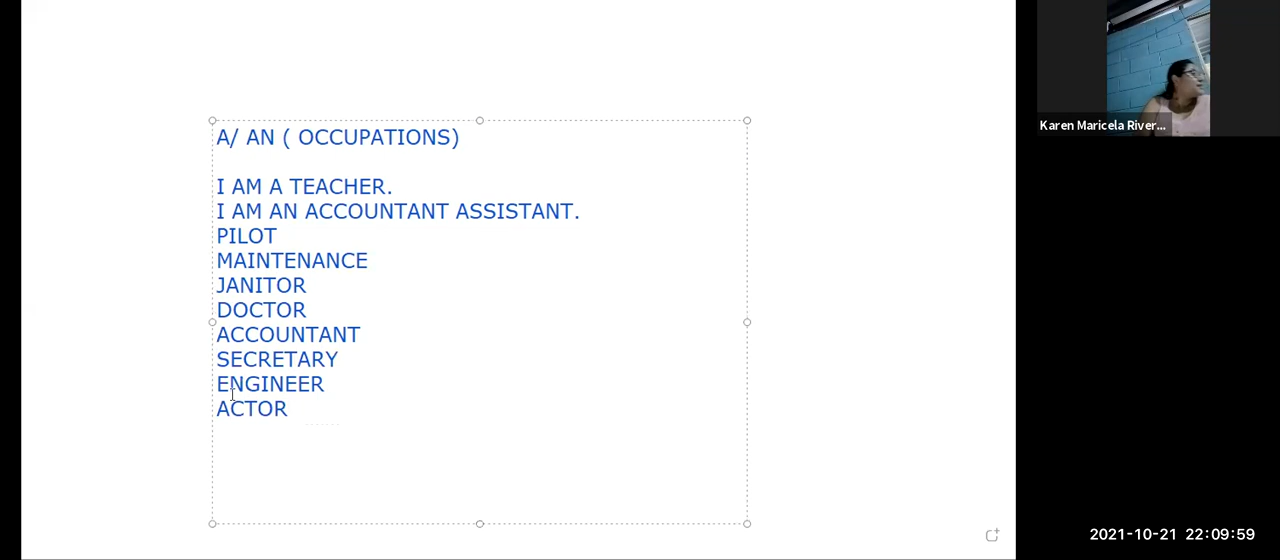 A/ AN ( OCCUPATIONS)
I AM A TEACHER.
I AM AN ACCOUNTANT ASSISTANT.
PILOT
MAINTENANCE
JANITOR
DOCTOR
ACCOUNTANT
SECRETARY
ENGINEER
ACTOR
Karen Maricela River...
2021-10-21 22:09:59